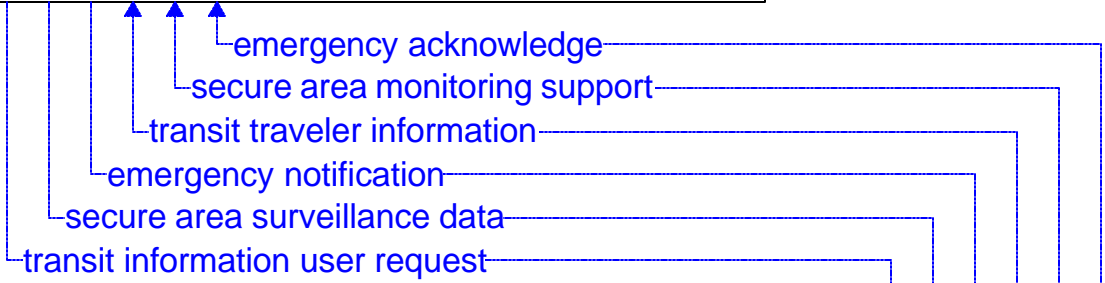 emergency acknowledge
secure area monitoring support
transit traveler information
emergency notification
secure area surveillance data
transit information user request